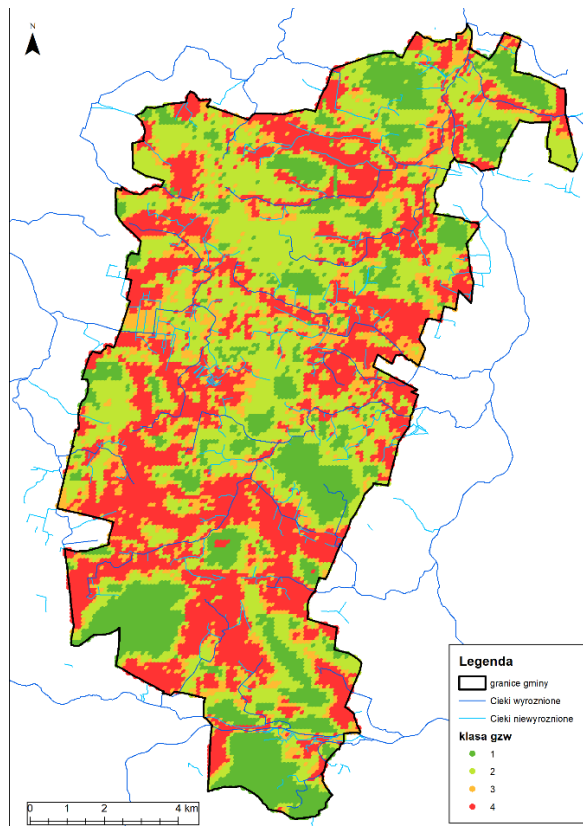 N
Legenda
granice gminy
Cieki wyroznione
Cieki niewyroznione
klasa gzw
1
2
3
4
0 1 2 4 km